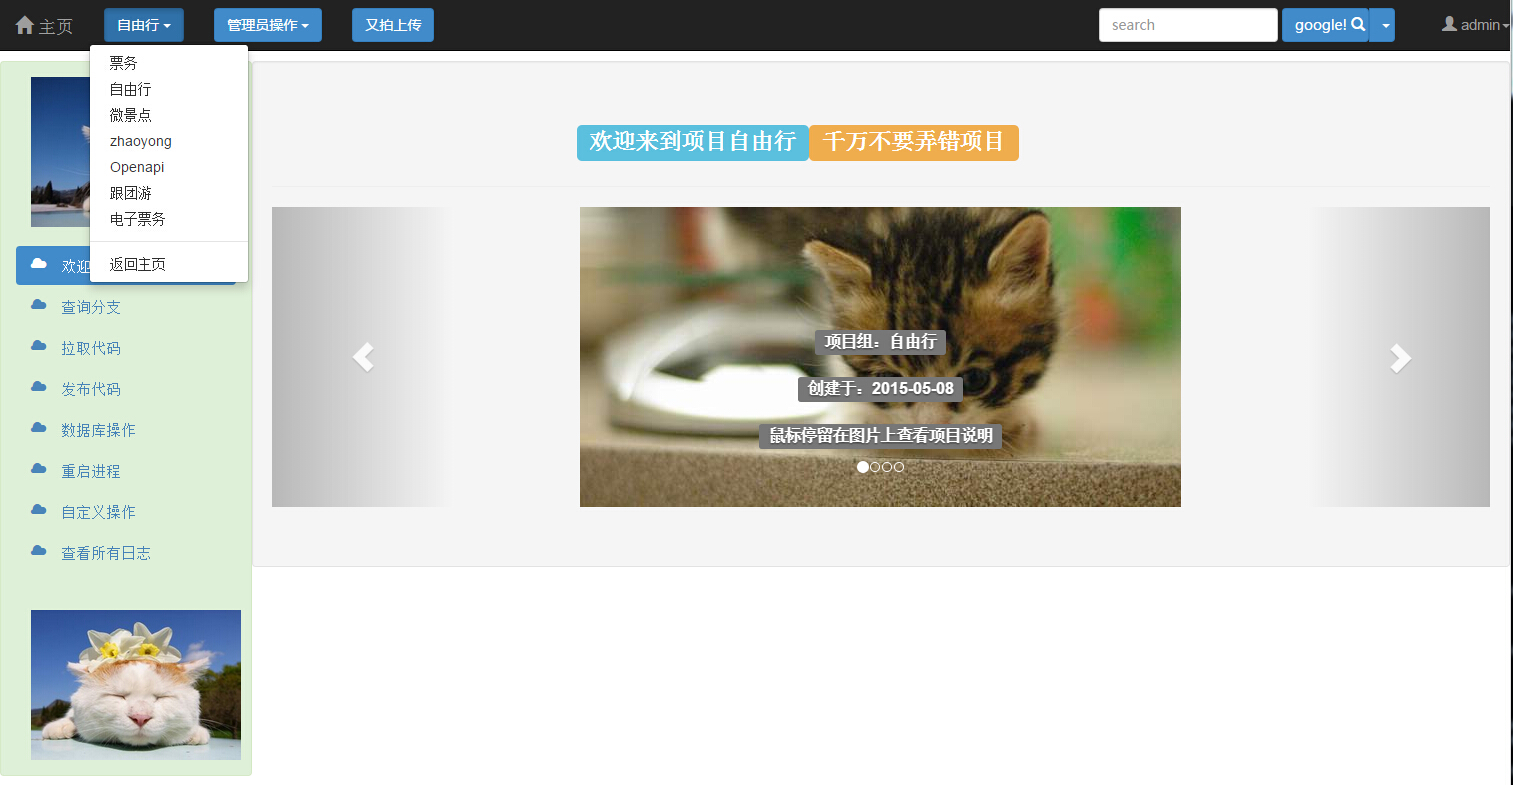 主页
自由行
管理员操作
又拍上传
search
google!
admin
票务
自由行
微景点
zhaoyong
Openapi
跟团游
电子票务
返回主页
欢迎
查询分支
拉取代码
发布代码
数据库操作
重启进程
自定义操作
查看所有日志
欢迎来到项目自由行
千万不要弄错项目
项目组：自由行
创建于：2015-05-08
鼠标停留在图片上查看项目说明